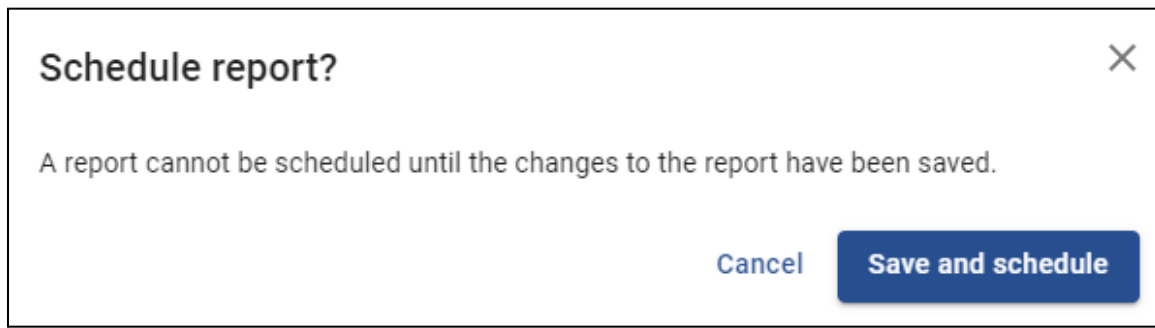 Schedule report?
A report cannot be scheduled until the changes to the report have been saved.
Cancel Save and schedule